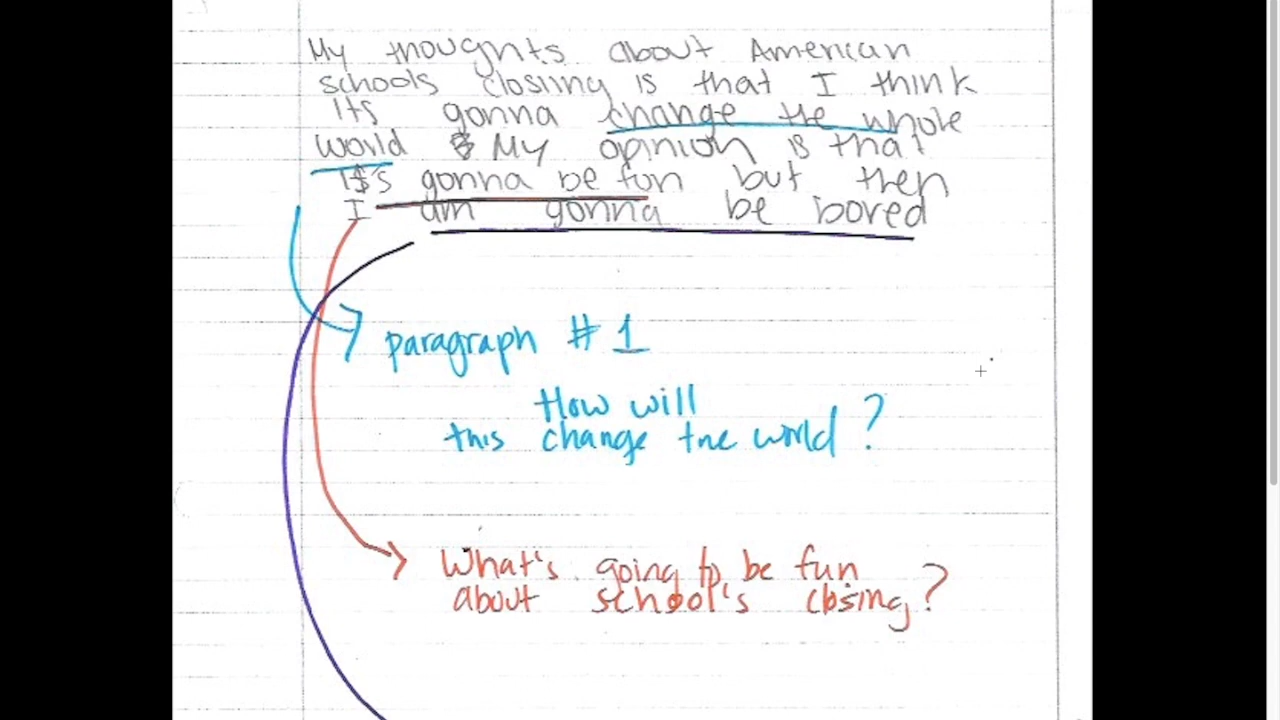 My thoughts about American
schools closing is that I think
Its gonna change the whole
world My opinion is that
It's gonna be fun but then
I am gonna be bored
paragraph # 1
How will
this change the world ?
What's going to be fun
about school's closing ?